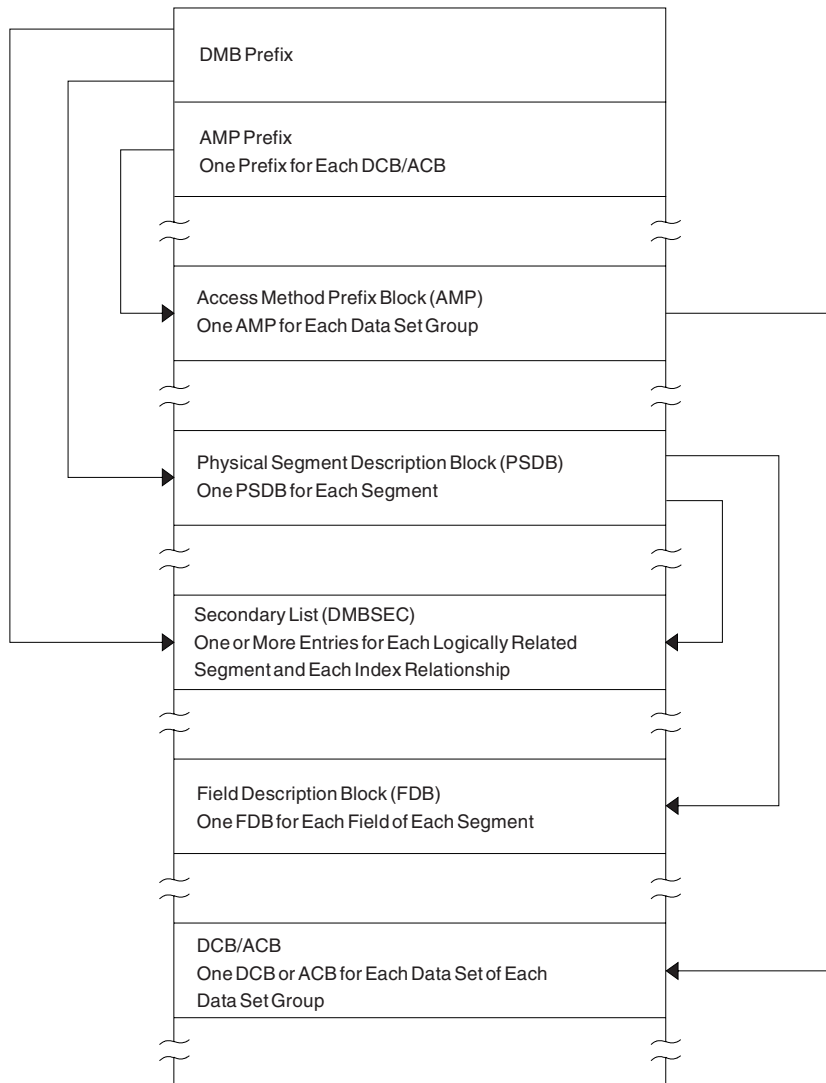 DMB Prefix
AMP Prefix
One Prefix for Each DCB/ACB
Access Method Prefix Block (AMP)
One AMP for Each Data Set Group
Physical Segment Description Block (PSDB)
One PSDB for Each Segment
Secondary List (DMBSEC)
One or More Entries for Each Logically Related
Segment and Each Index Relationship
Field Description Block (FDB)
One FDB for Each Field of Each Segment
DCB/ACB
One DCB or ACB for Each Data Set of Each
Data Set Group